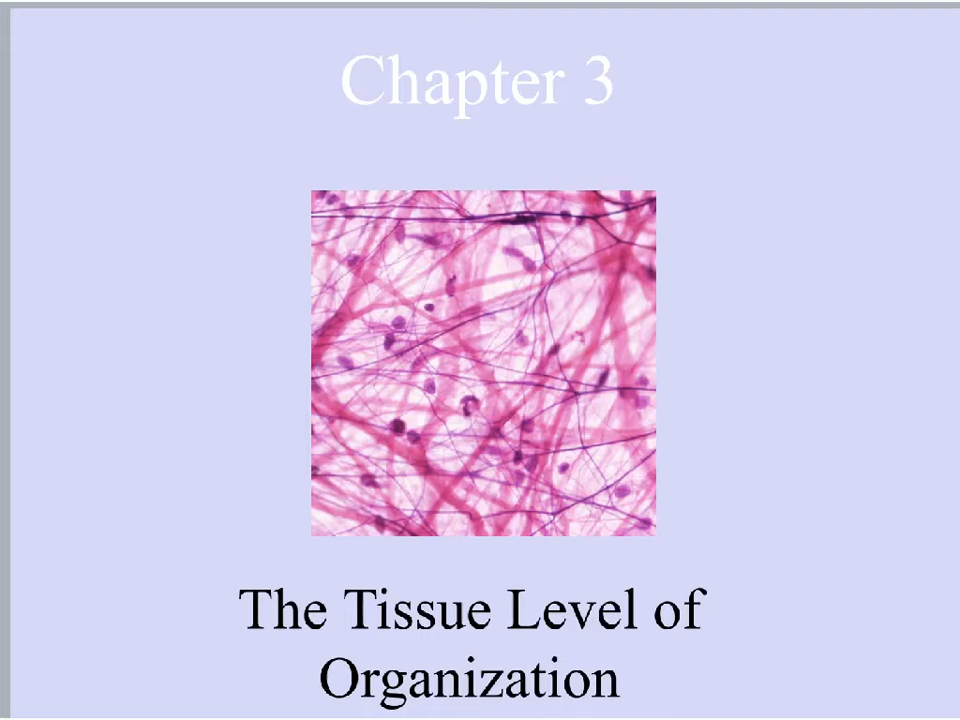 Chapter 3
The Tissue Level of
Organization